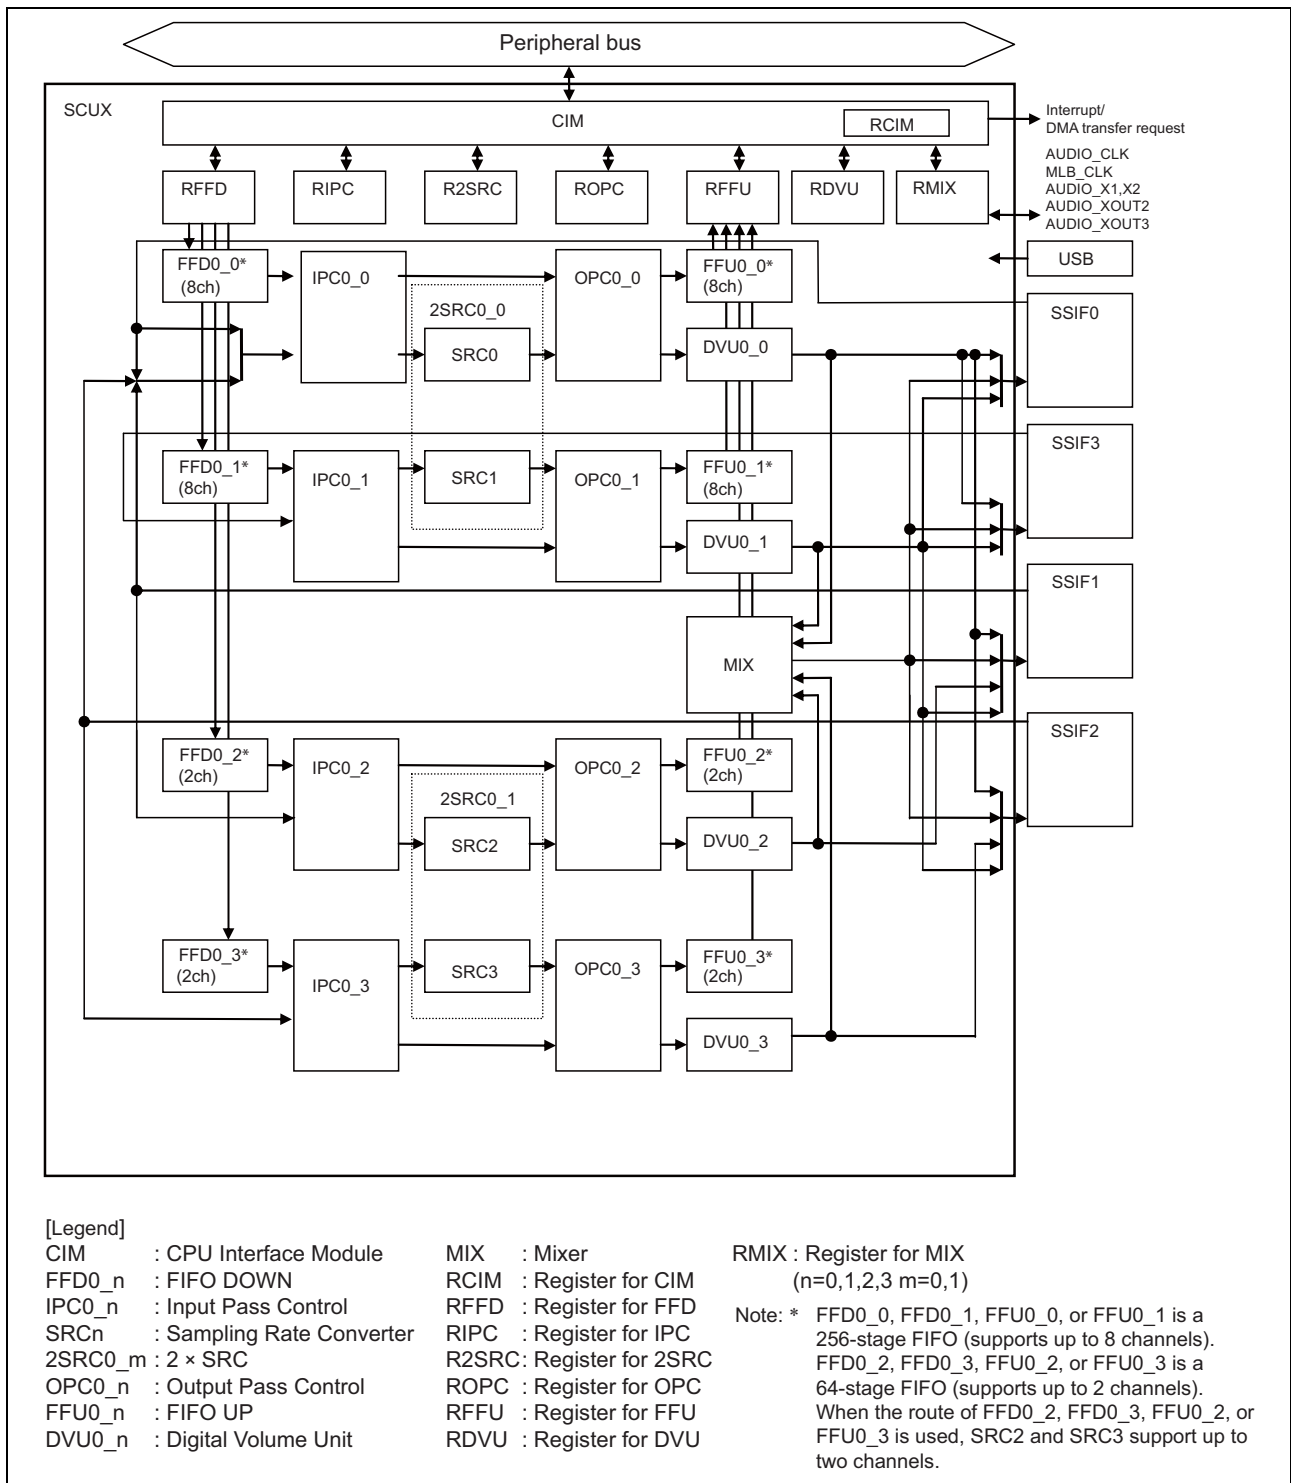 Peripheral bus
SCUX
CIM
RCIM
Interrupt/
DMA transfer request
AUDIO_CLK
MLB_CLK
AUDIO_X1,X2
AUDIO_XOUT2
AUDIO_XOUT3
RFFD
RIPC
R2SRC
ROPC
RFFU
RDVU
RMIX
USB
FFD0_0*
(8ch)
IPC0_0
2SRC0_0
SRC0
OPC0_0
FFU0_0*
(8ch)
DVU0_0
SSIF0
FFD0_1*
(8ch)
IPC0_1
SRC1
OPC0_1
FFU0_1*
(8ch)
DVU0_1
SSIF3
MIX
SSIF1
FFD0_2*
(2ch)
IPC0_2
2SRC0_1
SRC2
OPC0_2
FFU0_2*
(2ch)
DVU0_2
SSIF2
FFD0_3*
(2ch)
IPC0_3
SRC3
OPC0_3
FFU0_3*
(2ch)
DVU0_3
[Legend]
CIM : CPU Interface Module
FFD0_n : FIFO DOWN
IPC0_n : Input Pass Control
SRCn : Sampling Rate Converter
2SRC0_m : 2 × SRC
OPC0_n : Output Pass Control
FFU0_n : FIFO UP
DVU0_n : Digital Volume Unit
MIX : Mixer
RCIM : Register for CIM
RFFD : Register for FFD
RIPC : Register for IPC
R2SRC: Register for 2SRC
ROPC : Register for OPC
RFFU : Register for FFU
RDVU : Register for DVU
RMIX : Register for MIX
(n=0,1,2,3 m=0,1)
Note: * FFD0_0, FFD0_1, FFU0_0, or FFU0_1 is a
256-stage FIFO (supports up to 8 channels).
FFD0_2, FFD0_3, FFU0_2, or FFU0_3 is a
64-stage FIFO (supports up to 2 channels).
When the route of FFD0_2, FFD0_3, FFU0_2, or
FFU0_3 is used, SRC2 and SRC3 support up to
two channels.